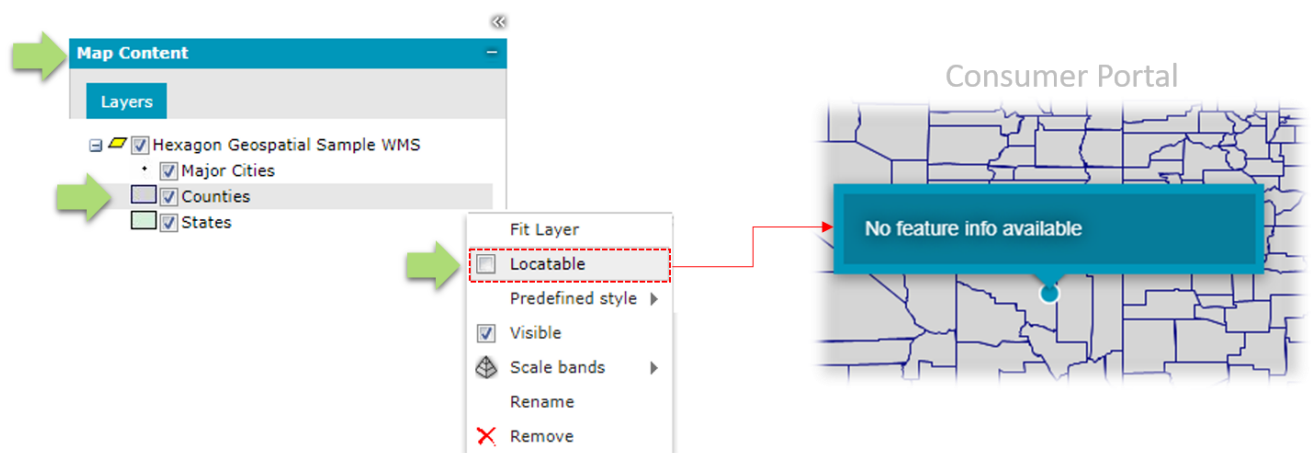 Map Content
Layers
Hexagon Geospatial Sample WMS
Major Cities
Counties
States
Fit Layer
Locatable
Predefined style
Visible
Scale bands
Rename
Remove
Consumer Portal
No feature info available